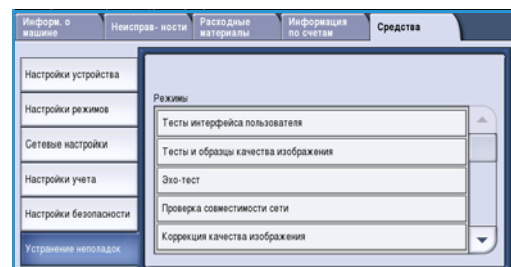 Информ. о машине
Неисправ- ности
Расходные материалы
Информация по счетам
Средства
Настройки устройства
Настройки режимов
Сетевые настройки
Настройки учета
Настройки безопасности
Устранение неполадок
Режимы
Тесты интерфейса пользователя
Тесты и образцы качества изображения
Эхо-тест
Проверка совместимости сети
Коррекция качества изображения